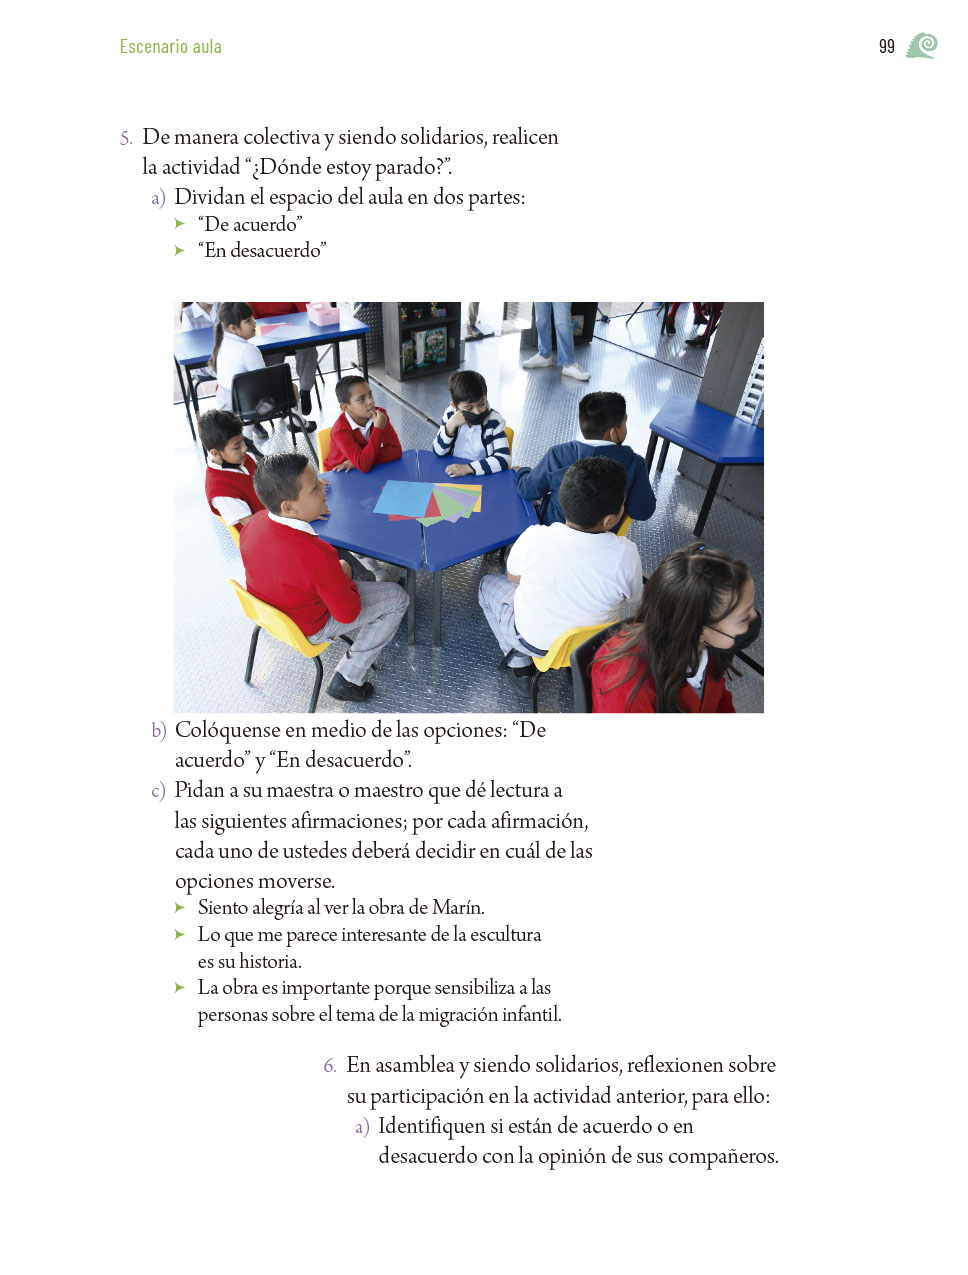 Escenario aula
99
5. De manera colectiva y siendo solidarios, realicen
la actividad “¿Dónde estoy parado?”.
a) Dividan el espacio del aula en dos partes:
➤ “De acuerdo”
➤ “En desacuerdo”
b) Colóquense en medio de las opciones: “De
acuerdo” y “En desacuerdo”.
c) Pidan a su maestra o maestro que dé lectura a
las siguientes afirmaciones; por cada afirmación,
cada uno de ustedes deberá decidir en cuál de las
opciones moverse.
➤ Siento alegría al ver la obra de Marín.
➤ Lo que me parece interesante de la escultura
es su historia.
➤ La obra es importante porque sensibiliza a las
personas sobre el tema de la migración infantil.
6. En asamblea y siendo solidarios, reflexionen sobre
su participación en la actividad anterior, para ello:
a) Identifiquen si están de acuerdo o en
desacuerdo con la opinión de sus compañeros.